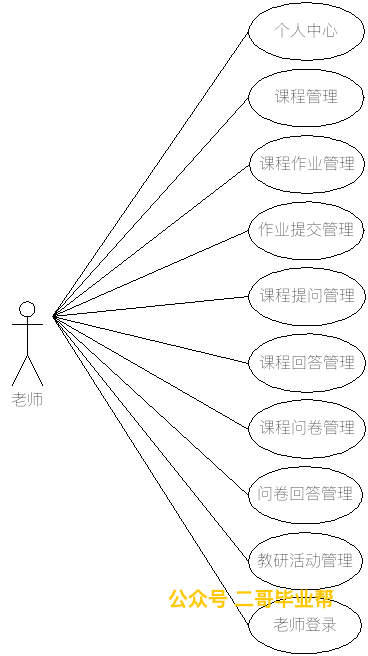 个人中心
课程管理
课程作业管理
作业提交管理
课程提问管理
老师
课程回答管理
课程问卷管理
问卷回答管理
教研活动管理
公众号 二哥毕业帮
老师登录